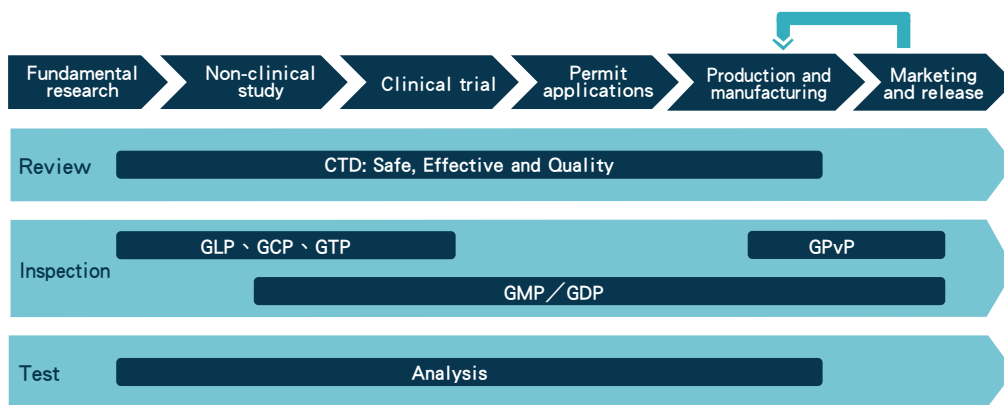 Fundamental
research
Non-clinical
study
Clinical trial
Permit
applications
Production and
manufacturing
Marketing
and release
Review
CTD: Safe, Effective and Quality
Inspection
GLP、GCP、GTP
GPvP
GMP／GDP
Test
Analysis